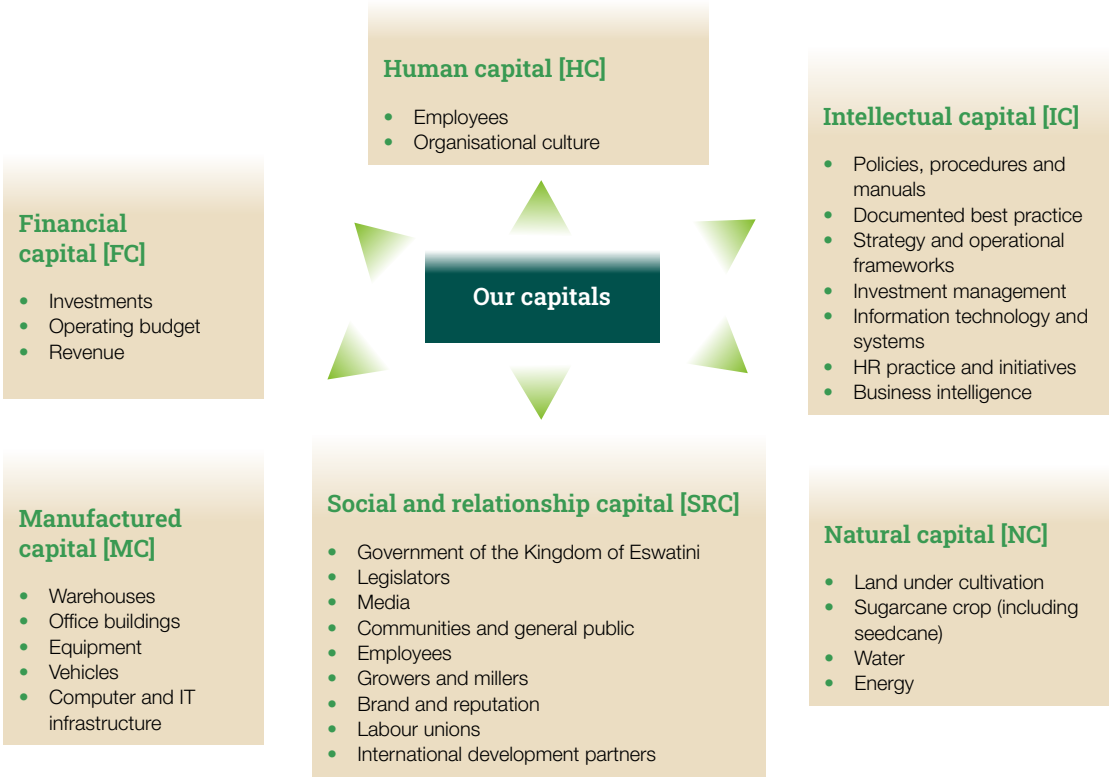 Human capital [HC]
• Employees
• Organisational culture
Intellectual capital [IC]
• Policies, procedures and
manuals
• Documented best practice
• Strategy and operational
frameworks
• Investment management
• Information technology and
systems
• HR practice and initiatives
• Business intelligence
Financial
capital [FC]
• Investments
• Operating budget
• Revenue
Our capitals
Manufactured
capital [MC]
• Warehouses
• Office buildings
• Equipment
• Vehicles
• Computer and IT
infrastructure
Social and relationship capital [SRC]
• Government of the Kingdom of Eswatini
• Legislators
• Media
• Communities and general public
• Employees
• Growers and millers
• Brand and reputation
• Labour unions
• International development partners
Natural capital [NC]
• Land under cultivation
• Sugarcane crop (including
seedcane)
• Water
• Energy